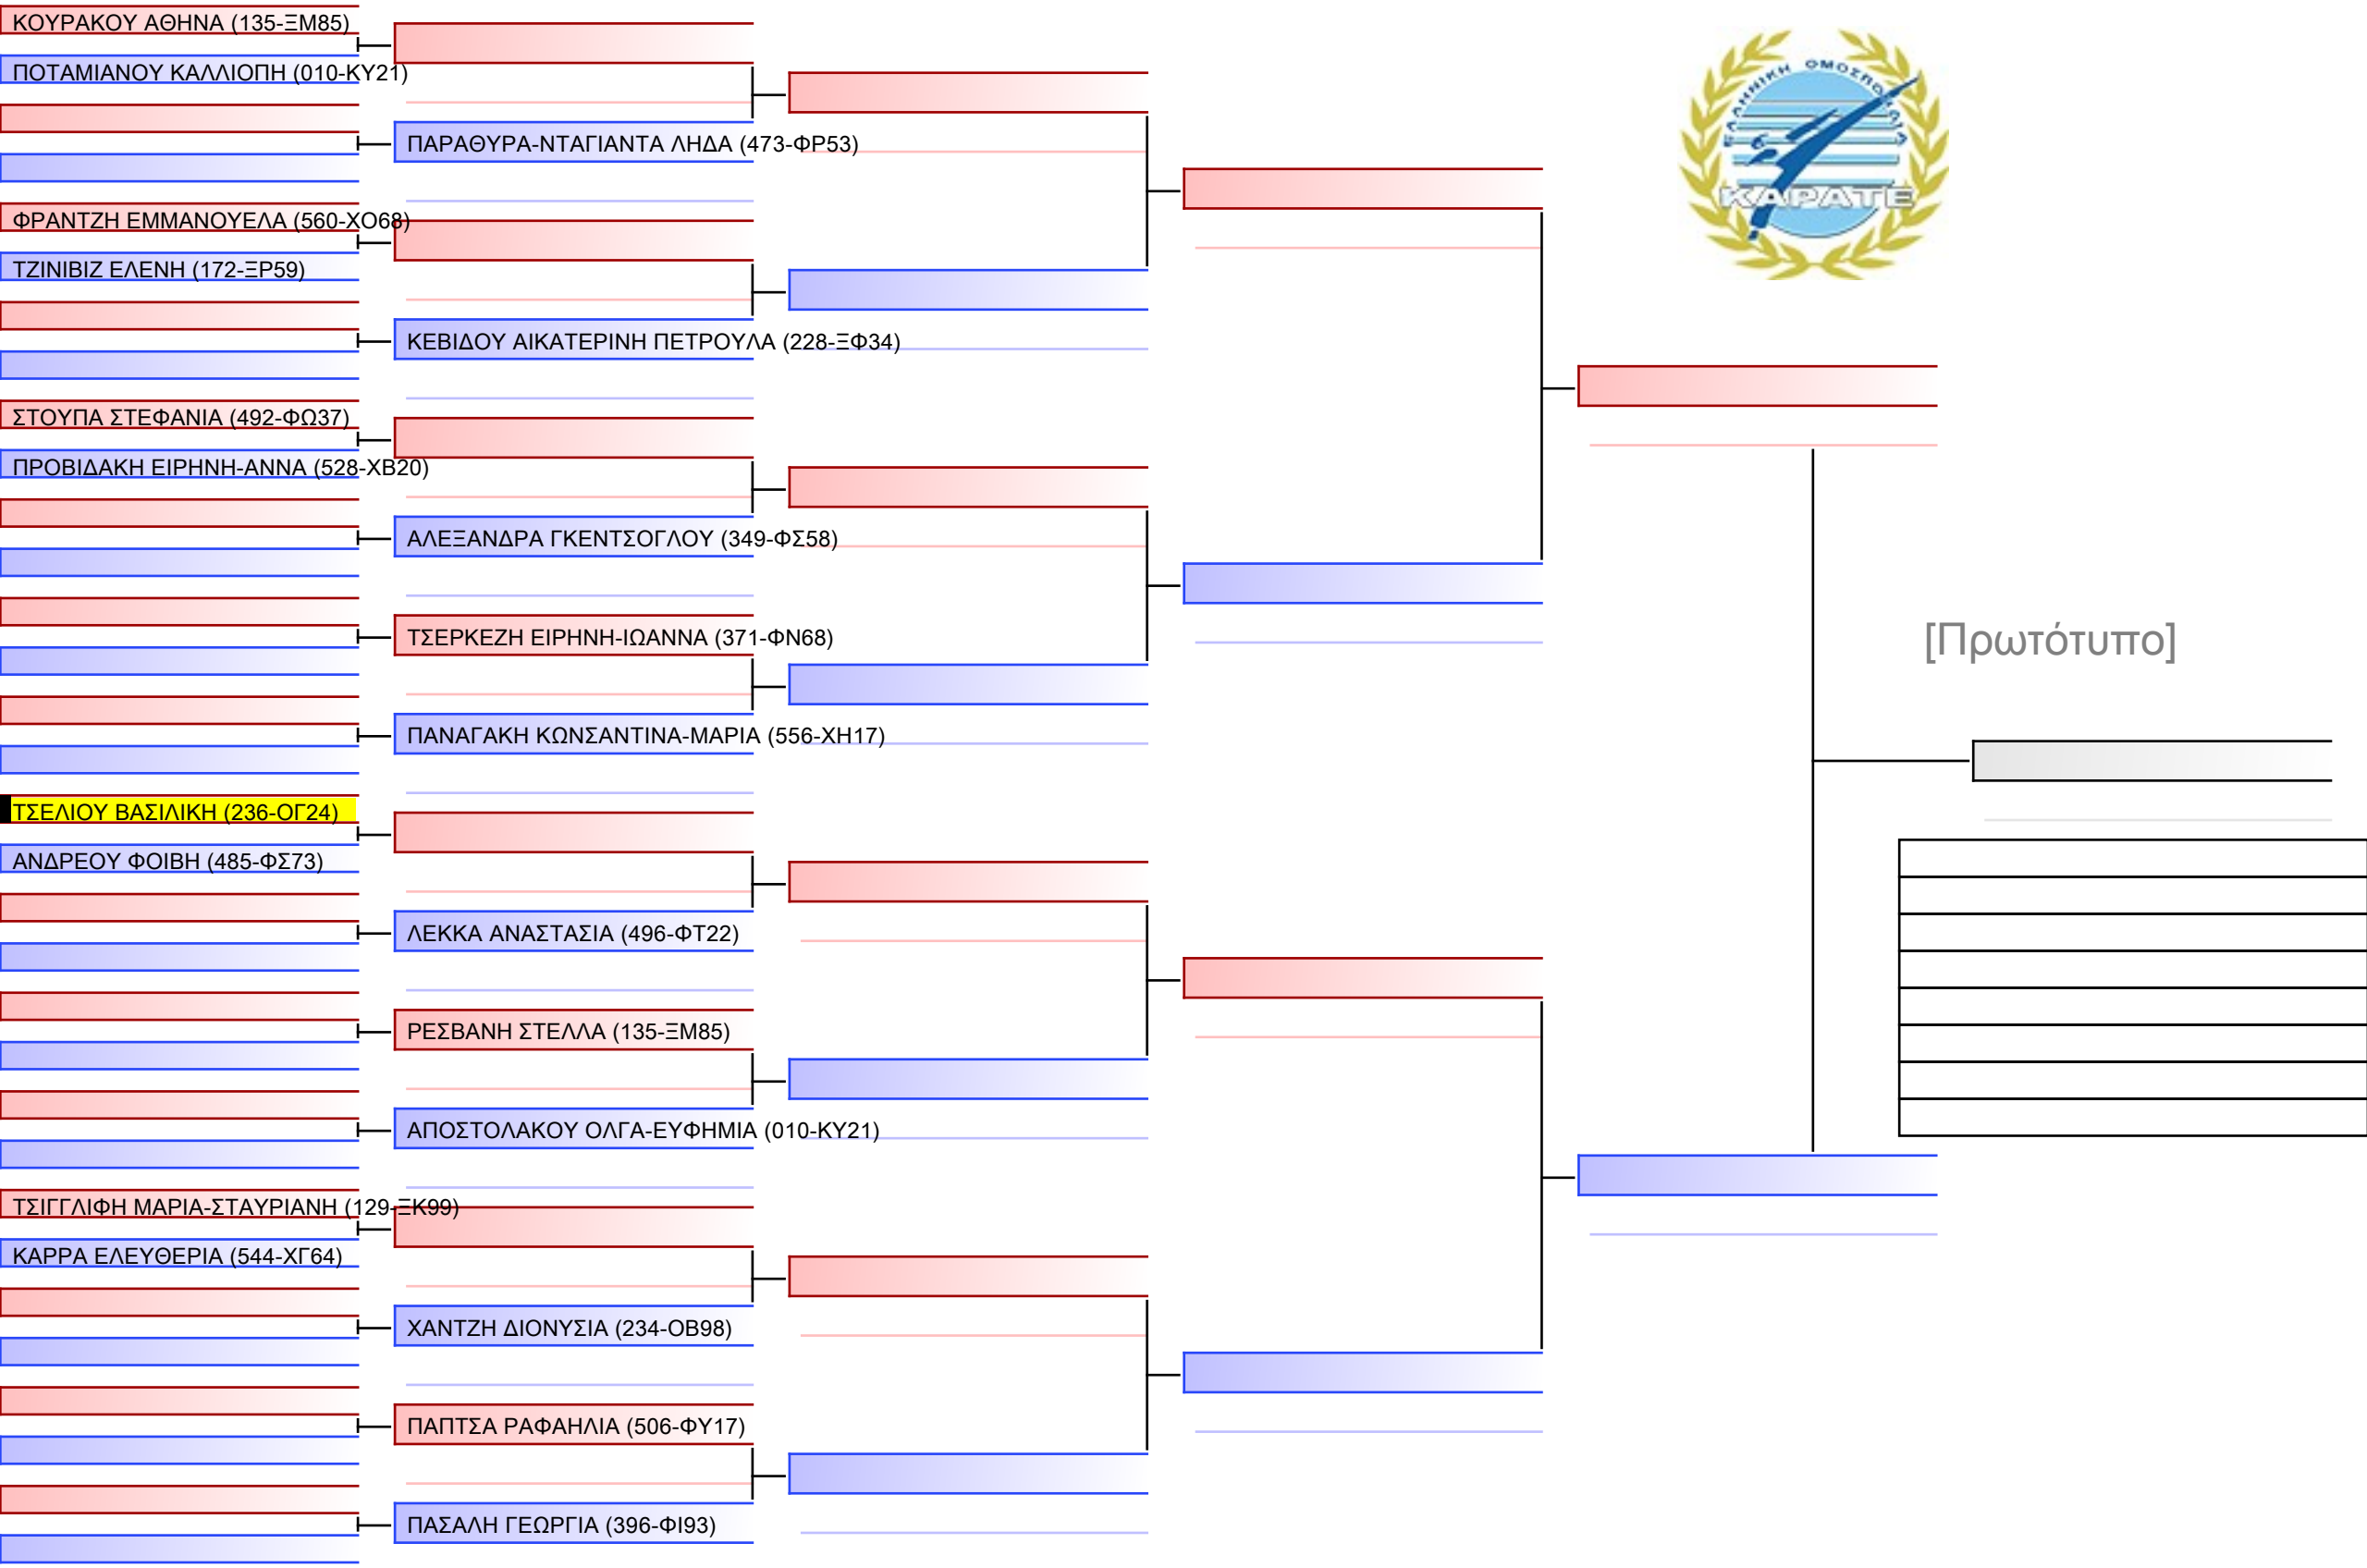 ΚΟΥΡΑΚΟΥ ΑΘΗΝΑ (135-ΞΜ85)
ΠΟΤΑΜΙΑΝΟΥ ΚΑΛΛΙΟΠΗ (010-ΚΥ21)
ΠΑΡΑΘΥΡΑ-ΝΤΑΓΙΑΝΤΑ ΛΗΔΑ (473-ΦΡ53)
ΦΡΑΝΤΖΗ ΕΜΜΑΝΟΥΕΛΑ (560-ΧΟ68)
ΤΖΙΝΙΒΙΖ ΕΛΕΝΗ (172-ΞΡ59)
ΚΕΒΙΔΟΥ ΑΙΚΑΤΕΡΙΝΗ ΠΕΤΡΟΥΛΑ (228-ΞΦ34)
ΣΤΟΥΠΑ ΣΤΕΦΑΝΙΑ (492-ΦΩ37)
ΠΡΟΒΙΔΑΚΗ ΕΙΡΗΝΗ-ΑΝΝΑ (528-ΧΒ20)
ΑΛΕΞΑΝΔΡΑ ΓΚΕΝΤΣΟΓΛΟΥ (349-ΦΣ58)
ΤΣΕΡΚΕΖΗ ΕΙΡΗΝΗ-ΙΩΑΝΝΑ (371-ΦΝ68)
ΠΑΝΑΓΑΚΗ ΚΩΝΣΑΝΤΙΝΑ-ΜΑΡΙΑ (556-ΧΗ17)
ΤΣΕΛΙΟΥ ΒΑΣΙΛΙΚΗ (236-ΟΓ24)
ΑΝΔΡΕΟΥ ΦΟΙΒΗ (485-ΦΣ73)
ΛΕΚΚΑ ΑΝΑΣΤΑΣΙΑ (496-ΦΤ22)
ΡΕΣΒΑΝΗ ΣΤΕΛΛΑ (135-ΞΜ85)
ΑΠΟΣΤΟΛΑΚΟΥ ΟΛΓΑ-ΕΥΦΗΜΙΑ (010-ΚΥ21)
ΤΣΙΓΓΛΙΦΗ ΜΑΡΙΑ-ΣΤΑΥΡΙΑΝΗ (129-ΞΚ99)
ΚΑΡΡΑ ΕΛΕΥΘΕΡΙΑ (544-ΧΓ64)
ΧΑΝΤΖΗ ΔΙΟΝΥΣΙΑ (234-ΟΒ98)
ΠΑΠΤΣΑ ΡΑΦΑΗΛΙΑ (506-ΦΥ17)
ΠΑΣΑΛΗ ΓΕΩΡΓΙΑ (396-ΦΙ93)
ΕΛΛΗΝΙΚΗ ΟΜΟΣΠΟΝΔΙΑ
ΚΑΡΑΤΕ
[Πρωτότυπο]